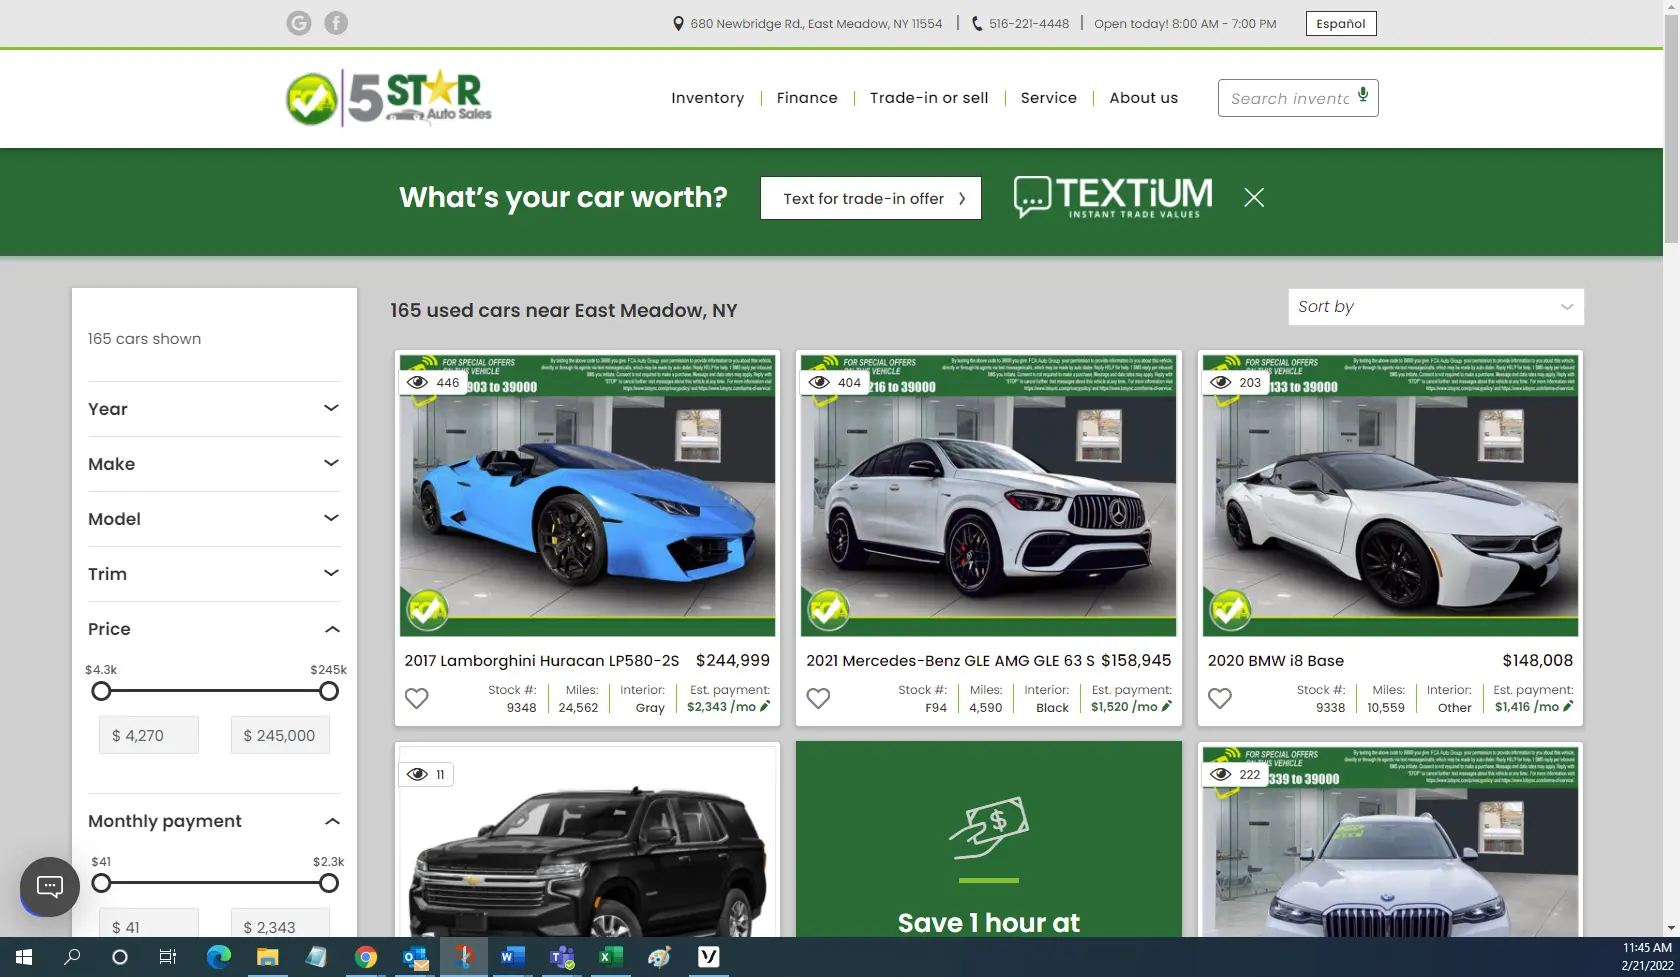 680 Newbridge Rd., East Meadow, NY 11554
516-221-4448
Open today! 8:00 AM - 7:00 PM
Español
5 STAR
Auto Sales
Inventory
Finance
Trade-in or sell
Service
About us
Search invento
What's your car worth?
Text for trade-in offer
TEXTiUM
INSTANT TRADE VALUES
165 cars shown
Year
Make
Model
Trim
Price
$4.3k
$245k
$ 4,270
$ 245,000
Monthly payment
$41
$2.3k
$ 41
$ 2,343
165 used cars near East Meadow, NY
Sort by
FOR SPECIAL OFFERS
ON THIS VEHICLE
446
903 to 39000
2017 Lamborghini Huracan LP580-2S
$244,999
Stock #:
9348
Miles:
24,562
Interior:
Gray
Est. payment:
$2,343 /mo
FOR SPECIAL OFFERS
ON THIS VEHICLE
404
216 to 39000
2021 Mercedes-Benz GLE AMG GLE 63 S
$158,945
Stock #:
F94
Miles:
4,590
Interior:
Black
Est. payment:
$1,520 /mo
FOR SPECIAL OFFERS
ON THIS VEHICLE
203
133 to 39000
2020 BMW i8 Base
$148,008
Stock #:
9338
Miles:
10,559
Interior:
Other
Est. payment:
$1,416 /mo
11
Save 1 hour at
FOR SPECIAL OFFERS
ON THIS VEHICLE
222
339 to 39000
11:45 AM
2/21/2022